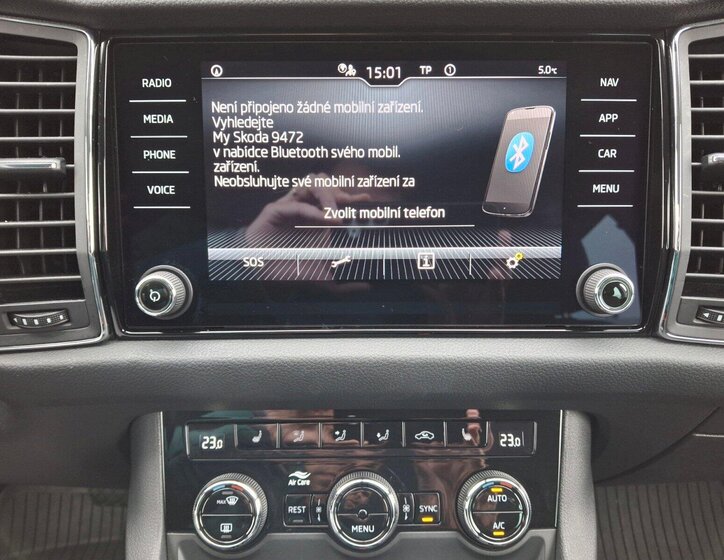 15:01 TP 5.0°C
RADIO
MEDIA
PHONE
VOICE
Není připojeno žádné mobilní zařízení.
Vyhledejte
My Skoda 9472
v nabídce Bluetooth svého mobil.
zařízení.
Neobsluhujte své mobilní zařízení za
Zvolit mobilní telefon
SOS
NAV
APP
CAR
MENU
23.0
23.0
Air Care
MAX
REST
MENU
SYNC
AUTO
A/C